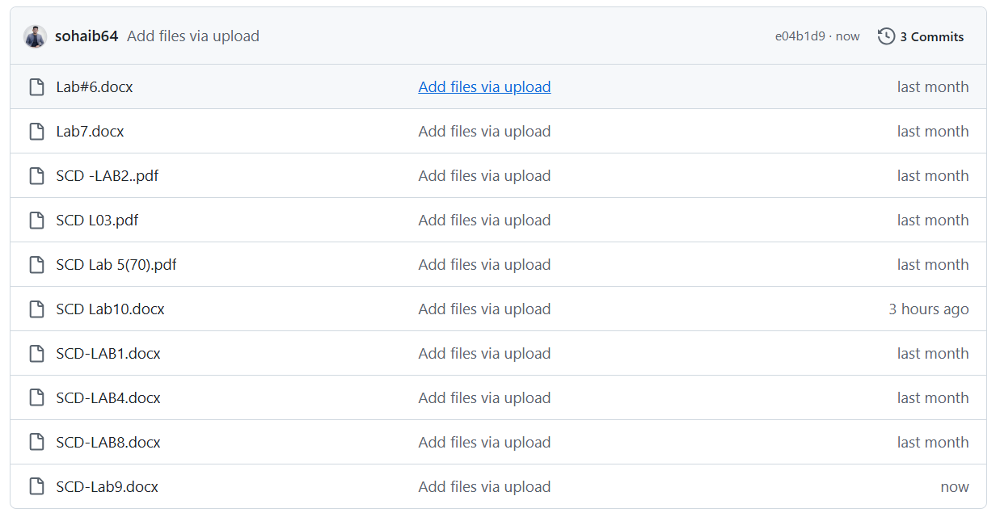 sohaib64 Add files via upload e04b1d9 · now 3 Commits
Lab#6.docx Add files via upload last month
Lab7.docx Add files via upload last month
SCD -LAB2..pdf Add files via upload last month
SCD L03.pdf Add files via upload last month
SCD Lab 5(70).pdf Add files via upload last month
SCD Lab10.docx Add files via upload 3 hours ago
SCD-LAB1.docx Add files via upload last month
SCD-LAB4.docx Add files via upload last month
SCD-LAB8.docx Add files via upload last month
SCD-Lab9.docx Add files via upload now